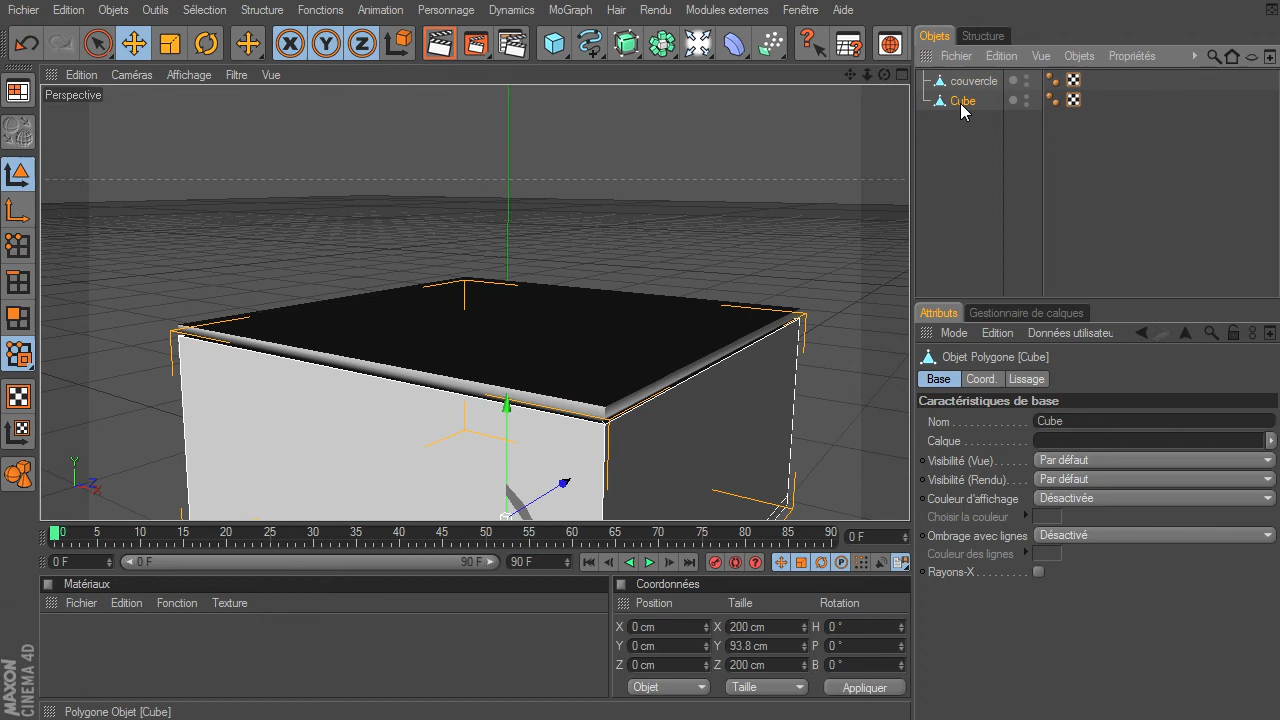 Fichier Edition Objets Outils Sélection Structure Fonctions Animation Personnage Dynamics MoGraph Hair Rendu Modules externes Fenêtre Aide
Objets Structure
Fichier Edition Vue Objets Propriétés
Edition Caméras Affichage Filtre Vue
Perspective
couvercle
Cube
Y
Z
X
Attributs Gestionnaire de calques
Mode Edition Données utilisateu
Objet Polygone [Cube]
Base Coord. Lissage
Caractéristiques de base
Nom Cube
Calque
Visibilité (Vue) Par défaut
Visibilité (Rendu) Par défaut
Couleur d'affichage Désactivée
Choisir la couleur
Ombrage avec lignes Désactivé
Couleur des lignes
Rayons-X
0 5 10 15 20 25 30 35 40 45 50 55 60 65 70 75 80 85 90 0 F
0 F 0 F 90 F 90 F
Matériaux
Fichier Edition Fonction Texture
Coordonnées
Position Taille Rotation
X 0 cm X 200 cm H 0 °
Y 0 cm Y 93.8 cm P 0 °
Z 0 cm Z 200 cm B 0 °
Objet Taille Appliquer
MAXON
CINEMA 4D
Polygone Objet [Cube]